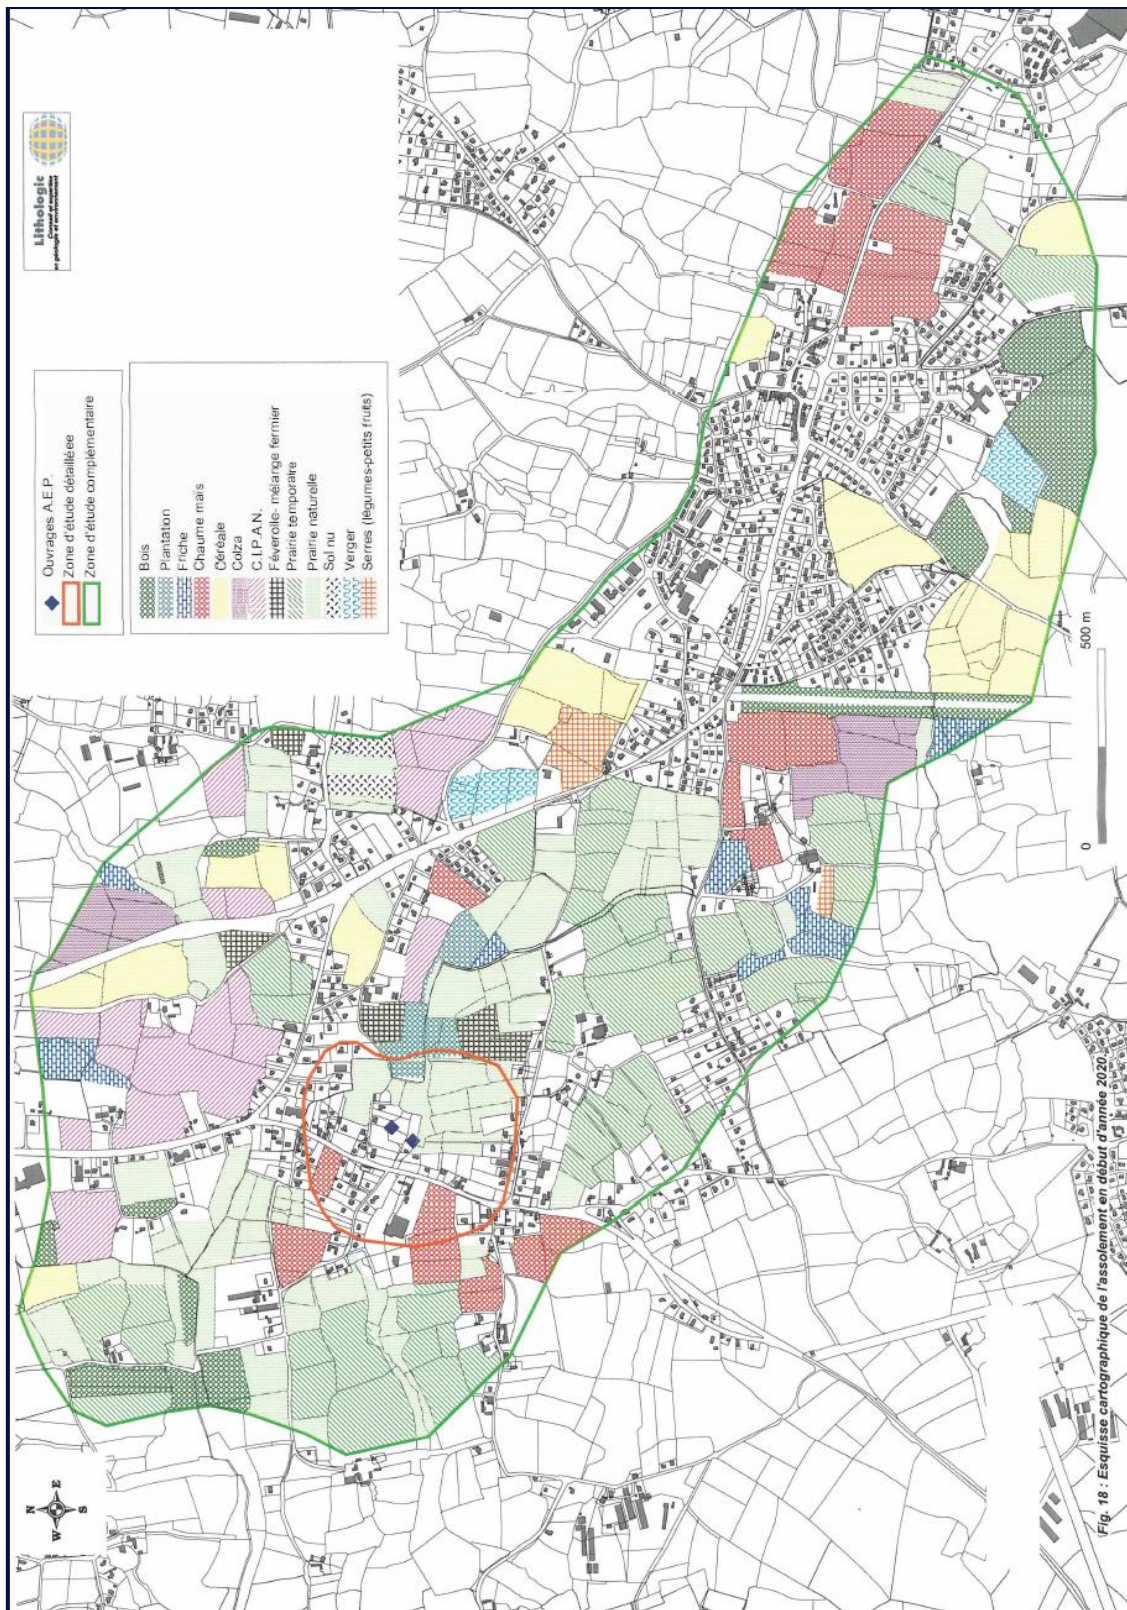 Lithologic
Conseil et expertise
en géologie et environnement
Ouvrages A.E.P.
Zone d'étude détailléee
Zone d'étude complémentaire
Bois
Plantation
Friche
Chaume maïs
Céréale
Colza
C.I.P.A.N.
Féverolle- mélange fermier
Prairie temporaire
Prairie naturelle
Sol nu
Verger
Serres (légumes-petits fruits)
0
500 m
N
W
E
S
Fig. 18 : Esquisse cartographique de l'assolement en début d'année 2020.